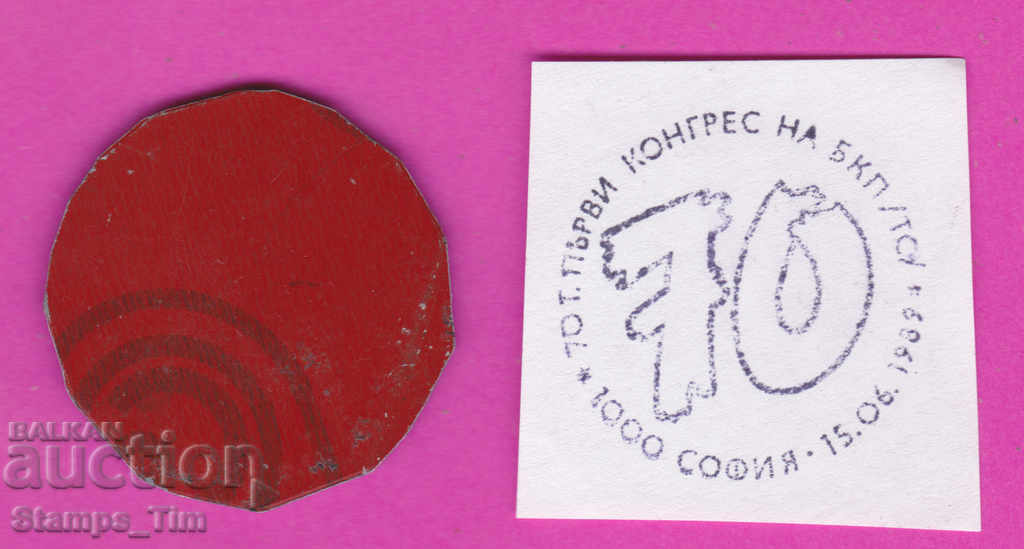 * 70 Г. ПЪРВИ КОНГРЕС НА БКП /ТС/
1000 СОФИЯ · 15.06.1989
70
BALKAN
auction
Stamps_Tim